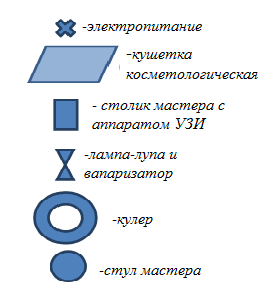 -электропитание
-кушетка
косметологическая
- столик мастера с
аппаратом УЗИ
-лампа-лупа и
вапаризатор
-кулер
-стул мастера